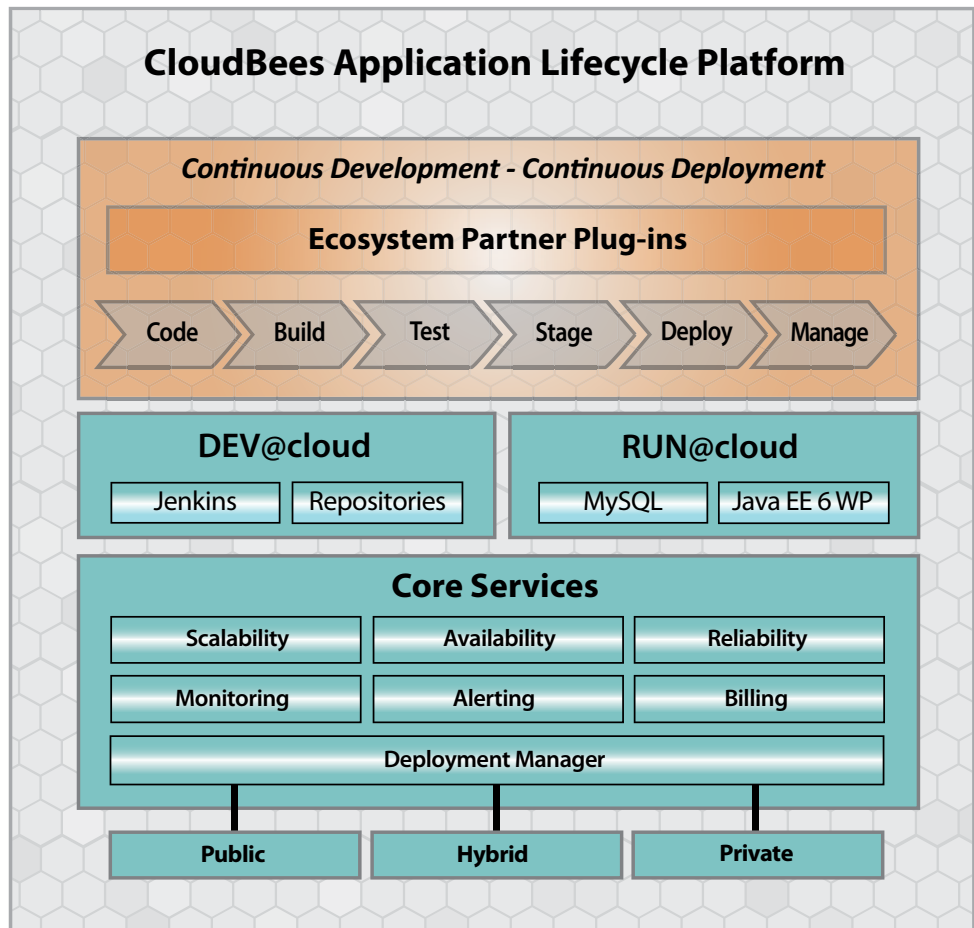 CloudBees Application Lifecycle Platform
Continuous Development - Continuous Deployment
Ecosystem Partner Plug-ins
Code
Build
Test
Stage
Deploy
Manage
DEV@cloud
Jenkins
Repositories
RUN@cloud
MySQL
Java EE 6 WP
Core Services
Scalability
Availability
Reliability
Monitoring
Alerting
Billing
Deployment Manager
Public
Hybrid
Private